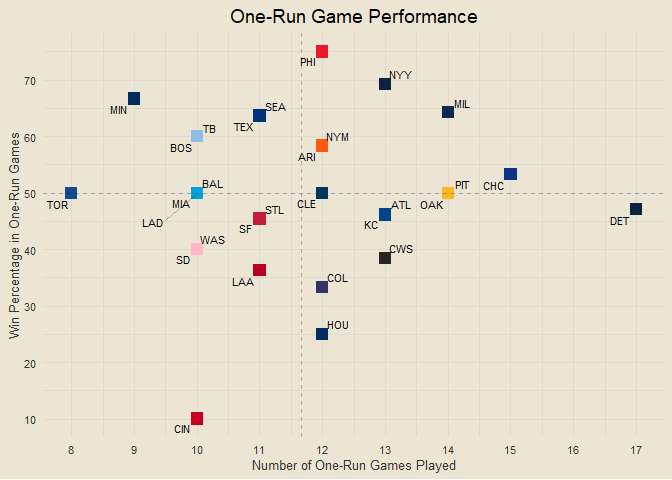 One-Run Game Performance
PHI
NYY
70
MIN
MIL
SEA
TEX
TB
60
BOS
NYM
ARI
CHC
BAL
PIT
50
TOR
MIA
CLE
OAK
LAD
STL
ATL
DET
SF
KC
WAS
40
SD
CWS
LAA
COL
30
HOU
20
CIN
10
8 9 10 11 12 13 14 15 16 17
Number of One-Run Games Played
Win Percentage in One-Run Games